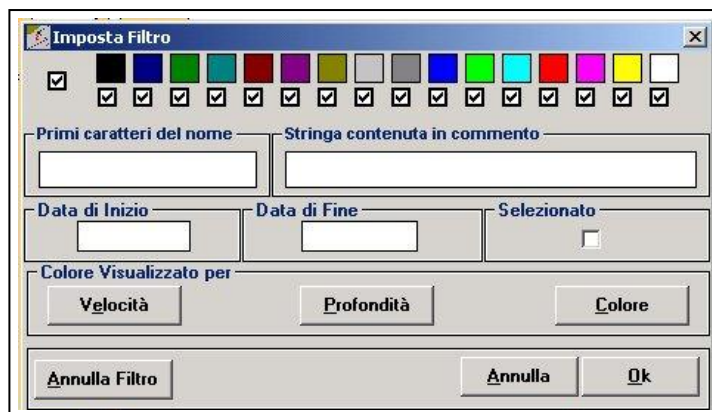 Imposta Filtro
Primi caratteri del nome
Stringa contenuta in commento
Data di Inizio
Data di Fine
Selezionato
Colore Visualizzato per
Velocità
Profondità
Colore
Annulla Filtro
Annulla
Ok